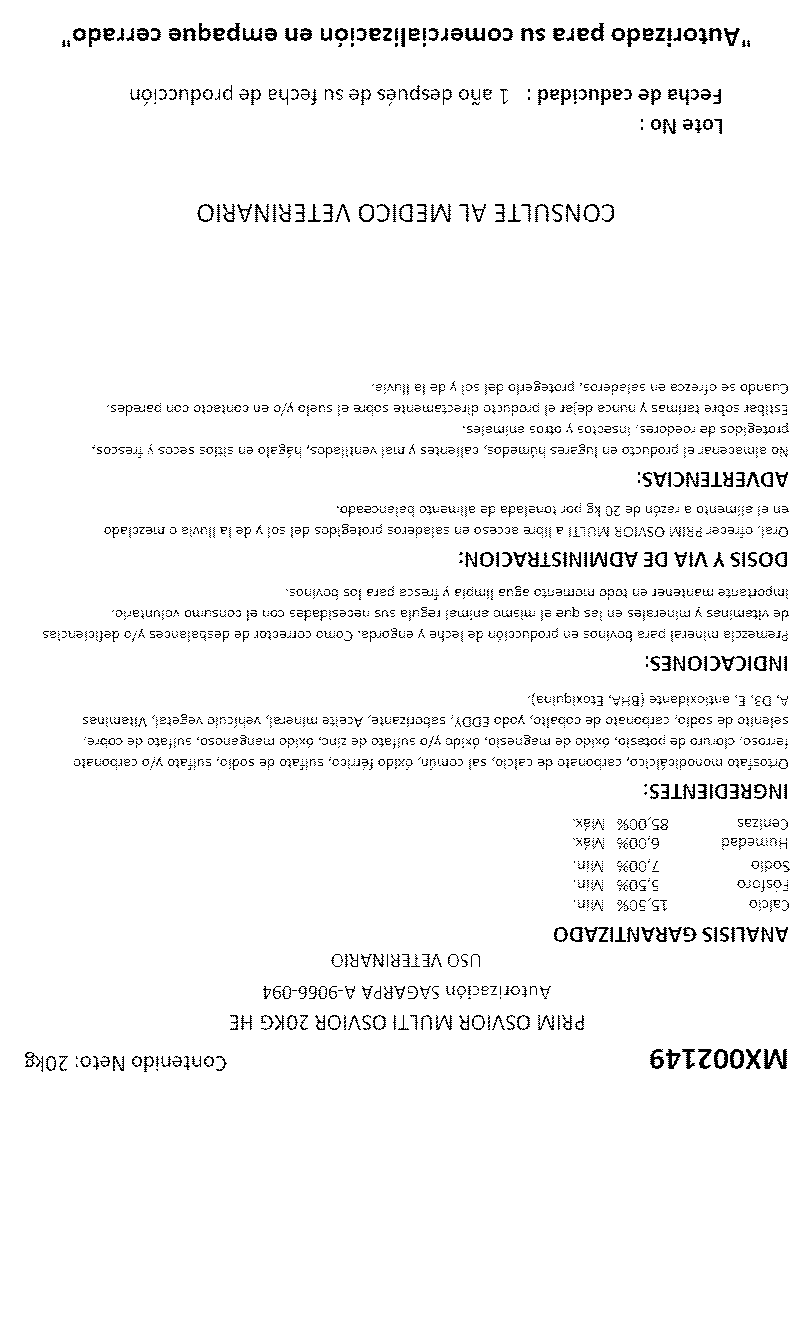 MX002149
Contenido Neto: 20kg
PRIM OSVIOR MULTI OSVIOR 20KG HE
Autorización SAGARPA A-9066-094
USO VETERINARIO
ANALISIS GARANTIZADO
Calcio 15,50% Min.
Fósforo 5,50% Min.
Sodio 7,00% Min.
Humedad 6,00% Máx.
Cenizas 85,00% Máx.
INGREDIENTES:
Ortosfato monodicálcico, carbonato de calcio, sal común, óxido férrico, sulfato de sodio, sulfato y/o carbonato
ferroso, cloruro de potasio, óxido de magnesio, óxido y/o sulfato de zinc, óxido manganoso, sulfato de cobre,
selenito de sodio, carbonato de cobalto, yodo EDDY, saborizante, Aceite mineral, vehículo vegetal, Vitaminas
A, D3, E, antioxidante (BHA, Etoxiquina).
INDICACIONES:
Premezcla mineral para bovinos en producción de leche y engorda. Como corrector de desbalances y/o deficiencias
de vitaminas y minerales en las que el mismo animal regula sus necesidades con el consumo voluntario.
Importante mantener en todo momento agua limpia y fresca para los bovinos.
DOSIS Y VIA DE ADMINISTRACION:
Oral, ofrecer PRIM OSVIOR MULTI a libre acceso en saladeros protegidos del sol y de la lluvia o mezclado
en el alimento a razón de 20 kg por tonelada de alimento balanceado.
ADVERTENCIAS:
No almacenar el producto en lugares húmedos, calientes y mal ventilados, hágalo en sitios secos y frescos,
protegidos de roedores, insectos y otros animales.
Estibar sobre tarimas y nunca dejar el producto directamente sobre el suelo y/o en contacto con paredes.
Cuando se ofrezca en saladeros, protegerlo del sol y de la lluvia.
CONSULTE AL MEDICO VETERINARIO
Lote No :
Fecha de caducidad : 1 año después de su fecha de producción
"Autorizado para su comercialización en empaque cerrado"